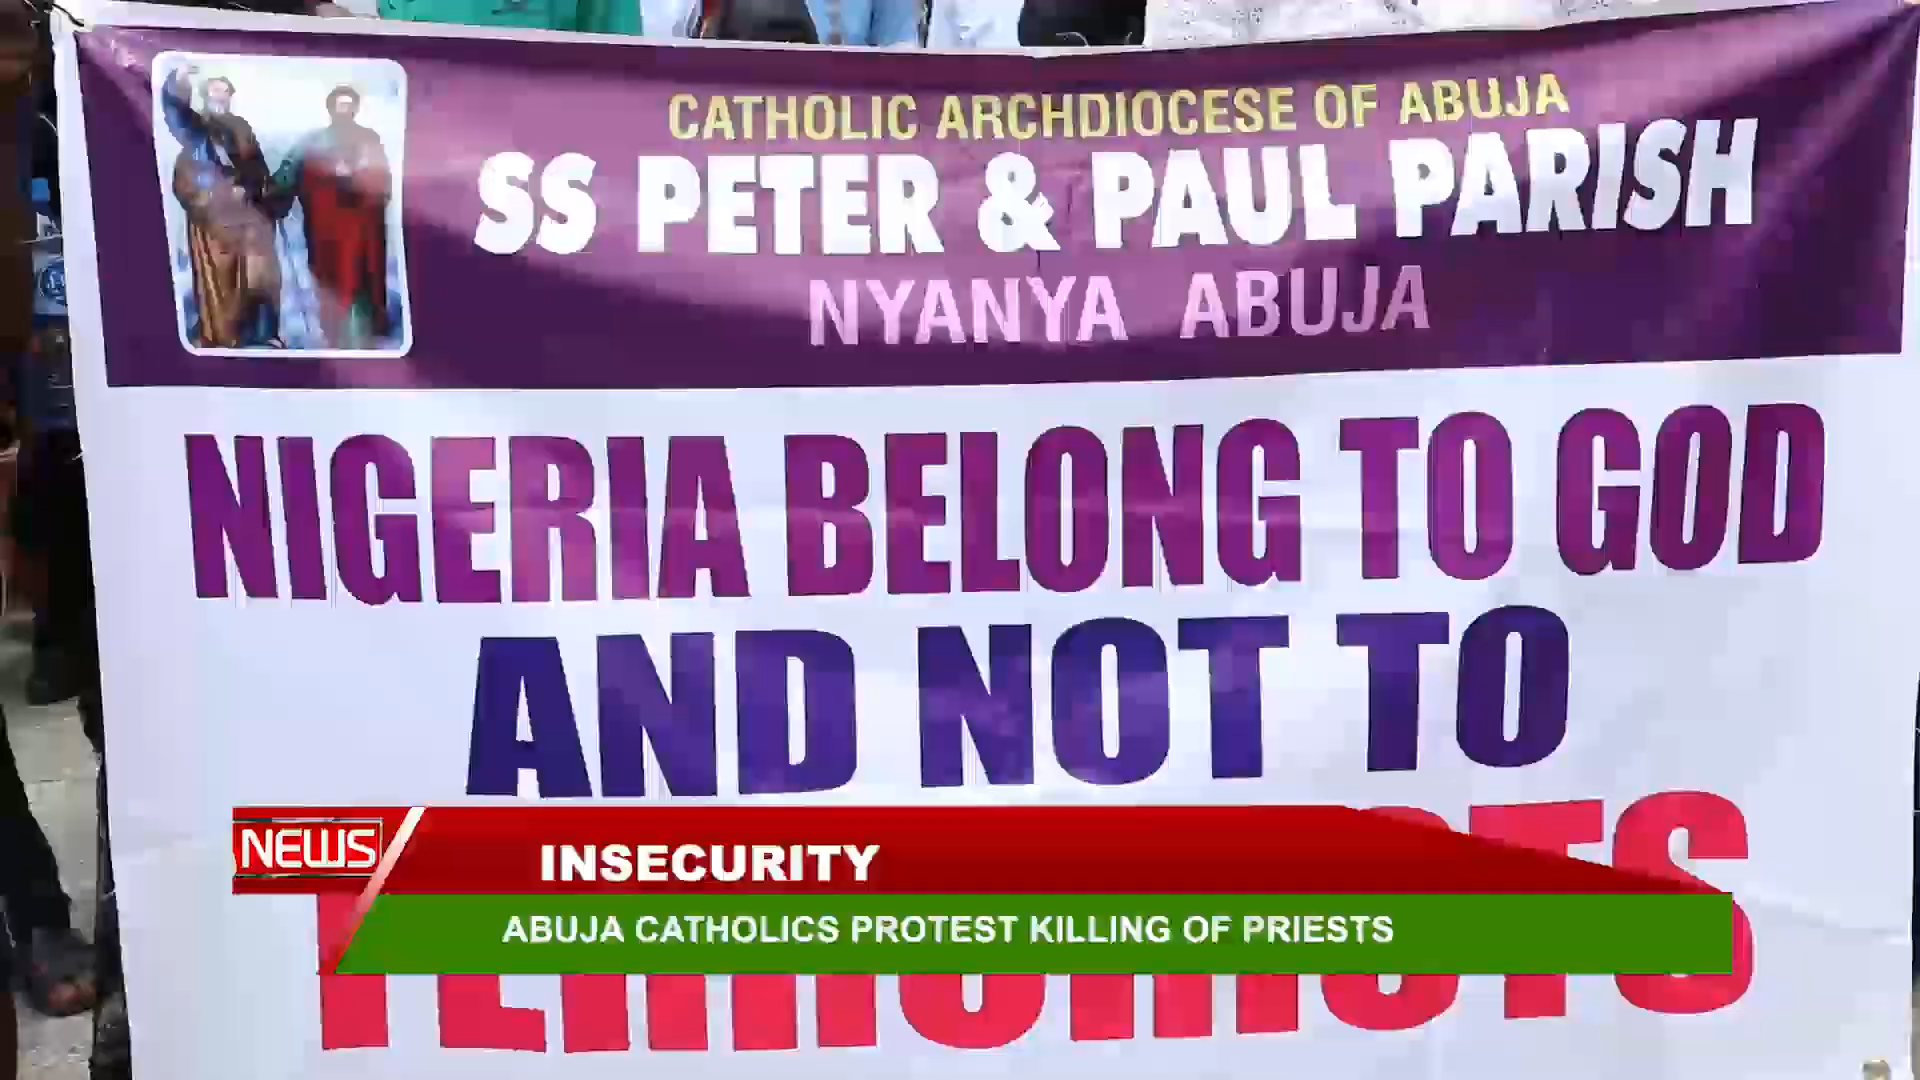 CATHOLIC ARCHDIOCESE OF ABUJA
SS PETER & PAUL PARISH
NYANYA ABUJA
NIGERIA BELONG TO GOD
AND NOT TO
TERRORISTS
NEWS
INSECURITY
ABUJA CATHOLICS PROTEST KILLING OF PRIESTS